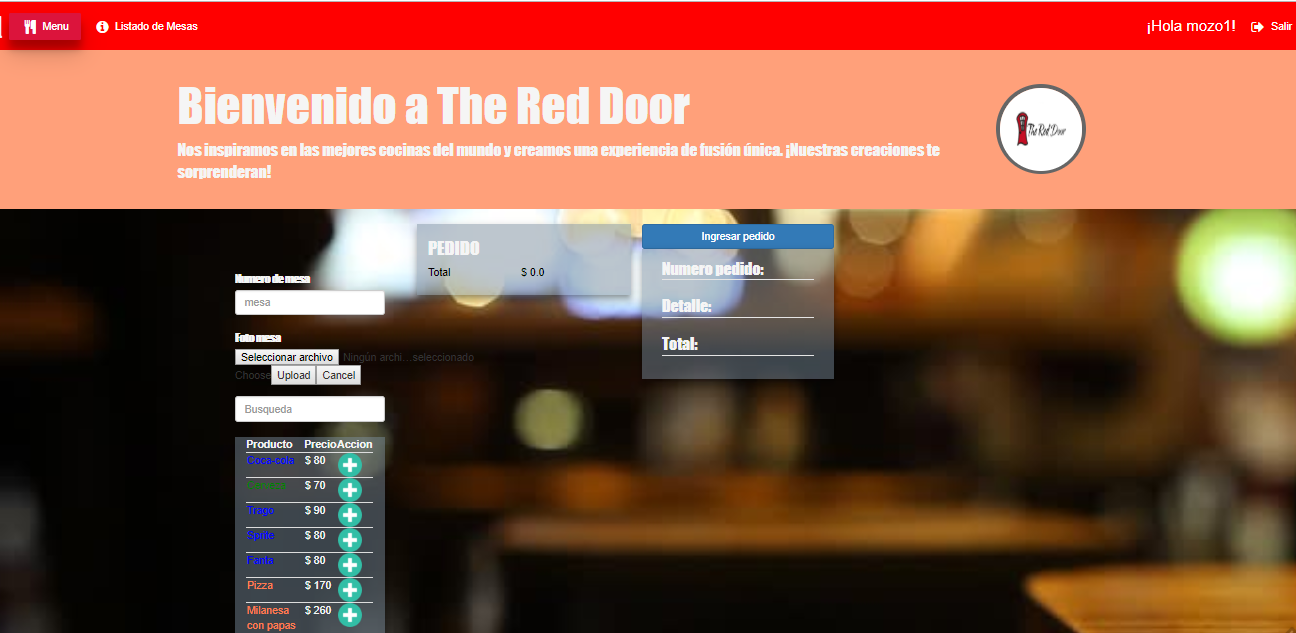 Menu
Listado de Mesas
¡Hola mozo1!
Salir
Bienvenido a The Red Door
Nos inspiramos en las mejores cocinas del mundo y creamos una experiencia de fusión única. ¡Nuestras creaciones te
sorprenderan!
The Red Door
Numero de mesa
mesa
Foto mesa
Seleccionar archivo Ningún archi...seleccionado
Choose Upload Cancel
Busqueda
Producto Precio Accion
Coca-cola $ 80
$ 70
Trago $ 90
Sprite $ 80
Fanta $ 80
Pizza $ 170
Milanesa $ 260
con papas
PEDIDO
Total $ 0.0
Ingresar pedido
Numero pedido:
Detalle:
Total: